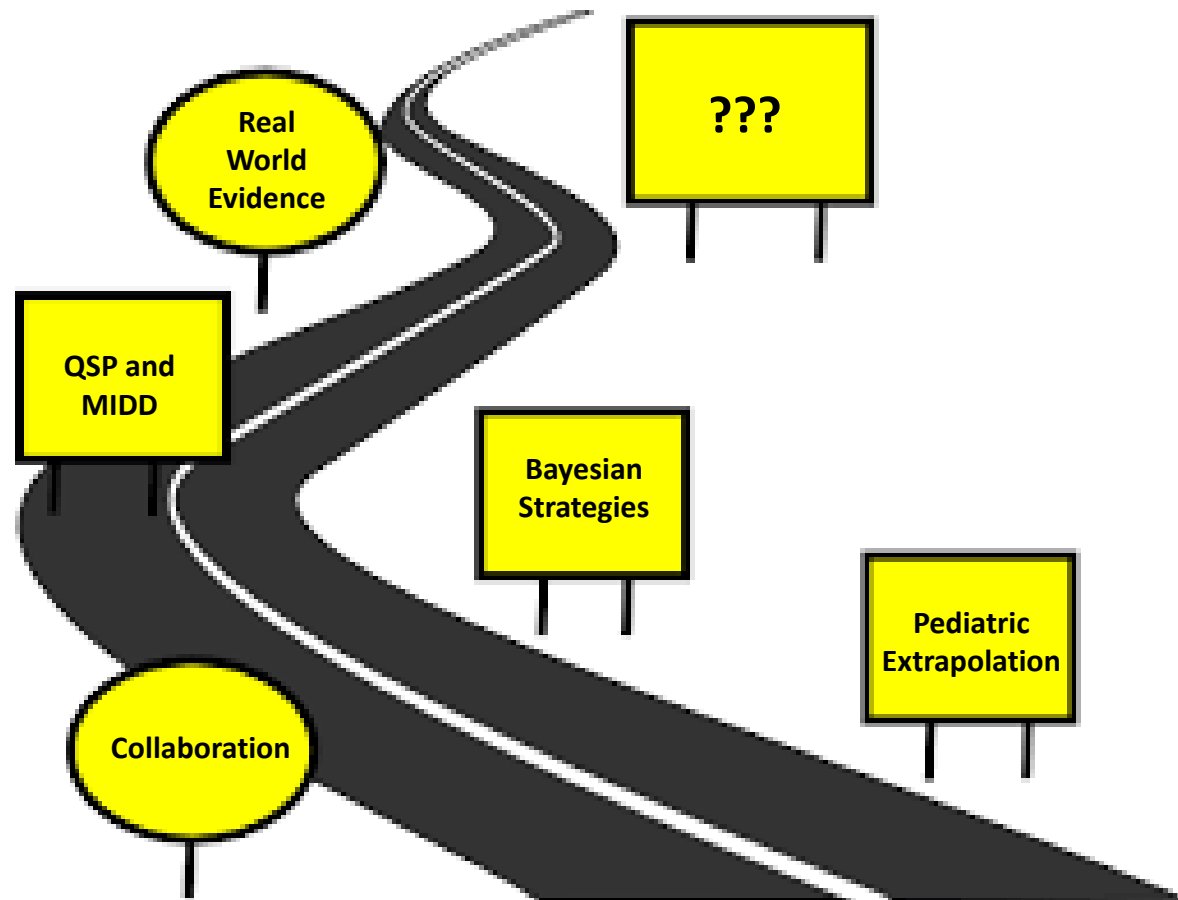 ???
Real
World
Evidence
QSP and
MIDD
Bayesian
Strategies
Pediatric
Extrapolation
Collaboration